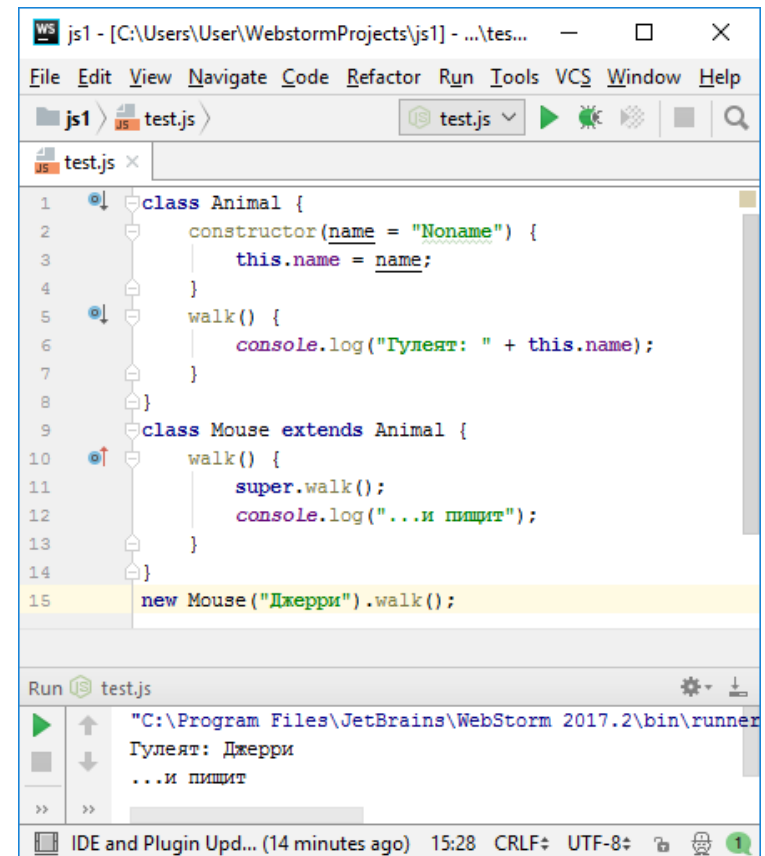 WS js1 - [C:\Users\User\WebstormProjects\js1] - ...\tes...
File Edit View Navigate Code Refactor Run Tools VCS Window Help
js1 test.js test.js
test.js
1 class Animal {
2 constructor(name = "Noname") {
3 this.name = name;
4 }
5 walk() {
6 console.log("Гулеят: " + this.name);
7 }
8 }
9 class Mouse extends Animal {
10 walk() {
11 super.walk();
12 console.log("...и пищит");
13 }
14 }
15 new Mouse("Джерри").walk();
Run test.js
"C:\Program Files\JetBrains\WebStorm 2017.2\bin\runner
Гулеят: Джерри
...и пищит
IDE and Plugin Upd... (14 minutes ago) 15:28 CRLF UTF-8 1